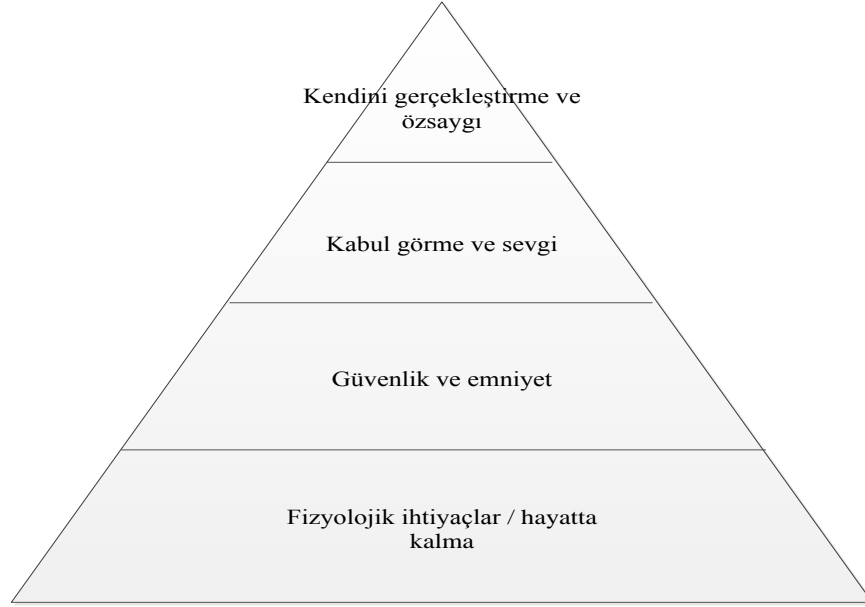 Kendini gerçekleştirme ve
özsaygı
Kabul görme ve sevgi
Güvenlik ve emniyet
Fizyolojik ihtiyaçlar / hayatta
kalma